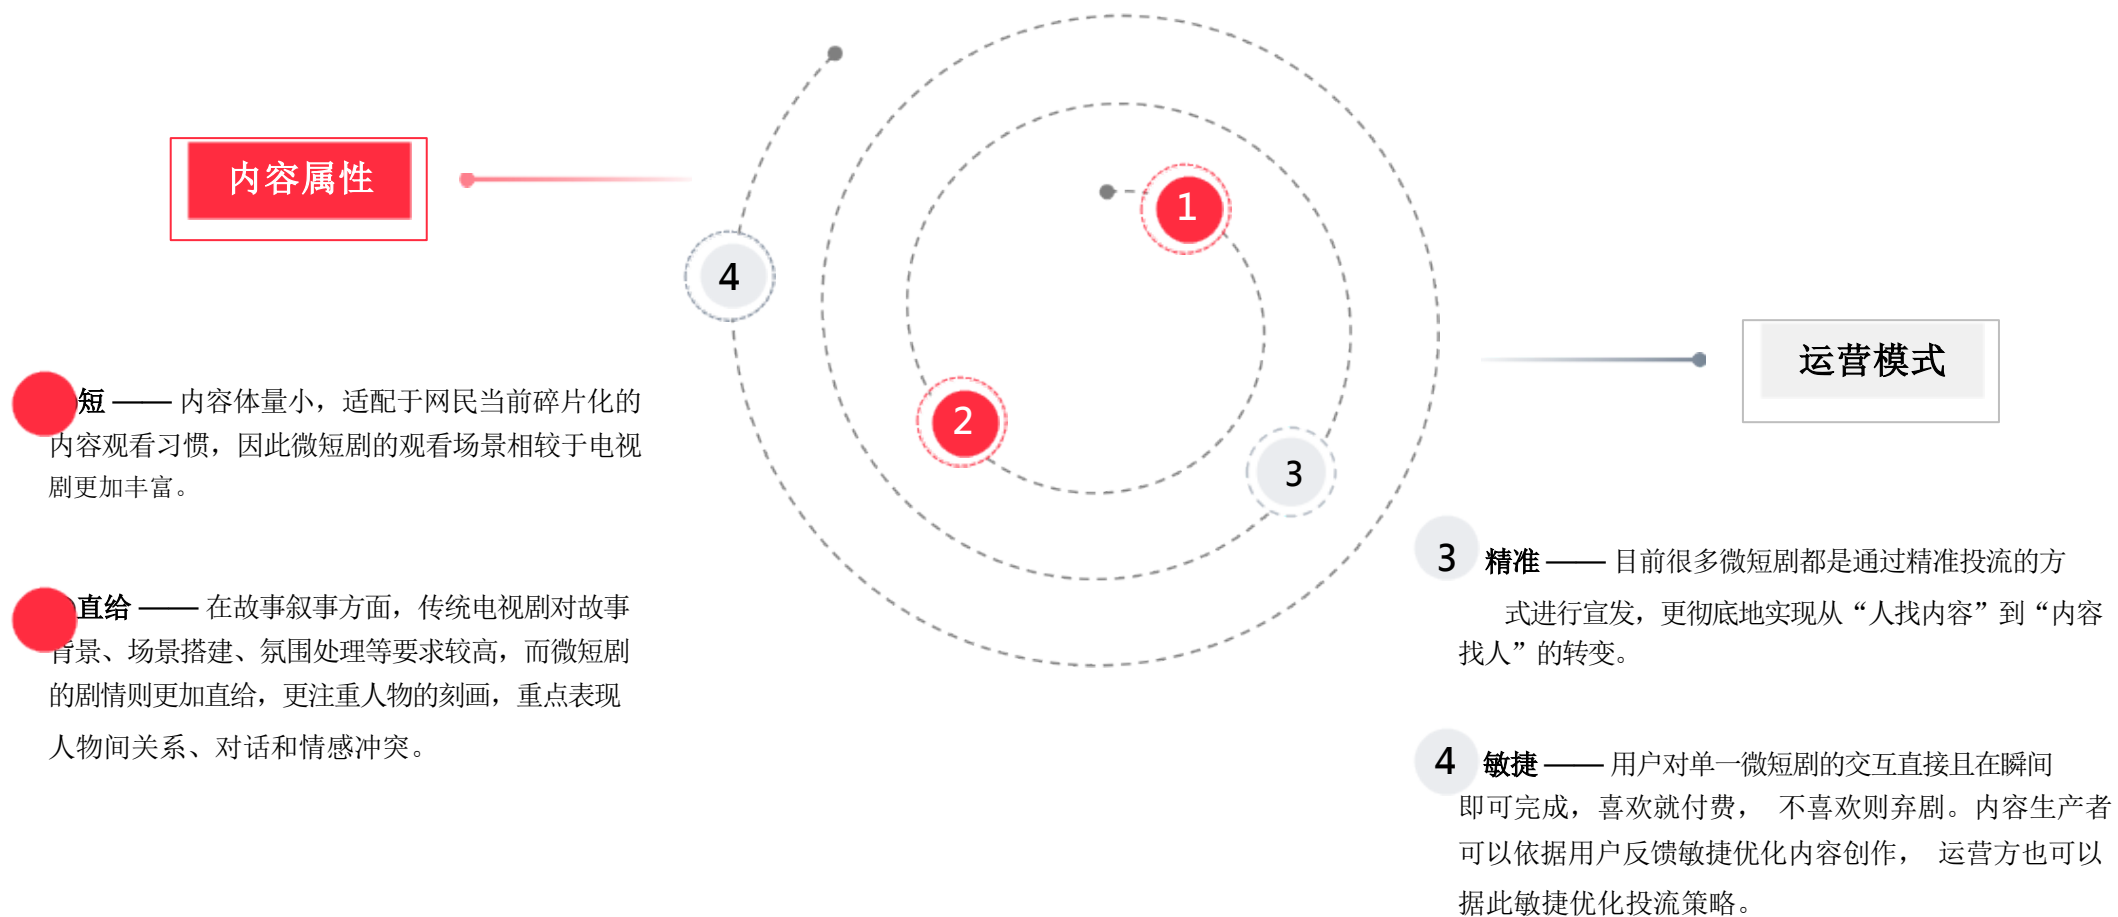 内容属性
1
4
2
3
运营模式
短 —— 内容体量小，适配于网民当前碎片化的
内容观看习惯，因此微短剧的观看场景相较于电视
剧更加丰富。
直给 —— 在故事叙事方面，传统电视剧对故事
背景、场景搭建、氛围处理等要求较高，而微短剧
的剧情则更加直给，更注重人物的刻画，重点表现
人物间关系、对话和情感冲突。
3 精准 —— 目前很多微短剧都是通过精准投流的方
式进行宣发，更彻底地实现从“人找内容”到“内容
找人”的转变。
4 敏捷 —— 用户对单一微短剧的交互直接且在瞬间
即可完成，喜欢就付费， 不喜欢则弃剧。内容生产者
可以依据用户反馈敏捷优化内容创作， 运营方也可以
据此敏捷优化投流策略。